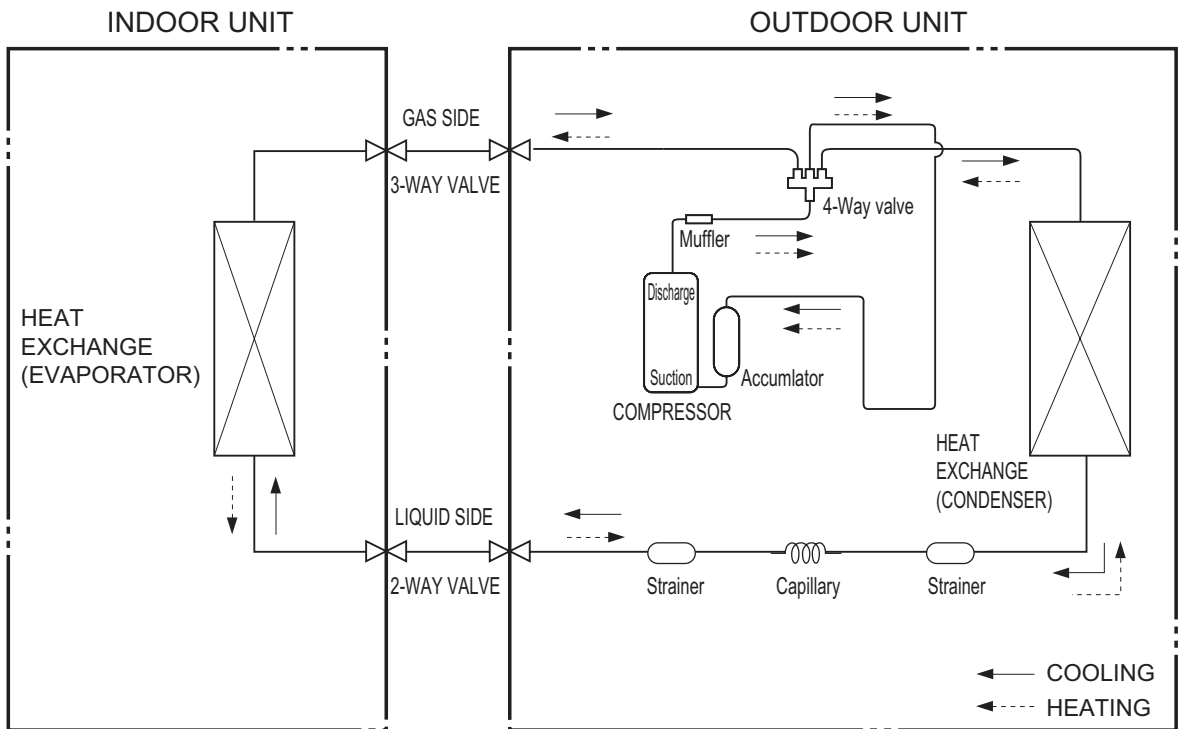 INDOOR UNIT
OUTDOOR UNIT
GAS SIDE
3-WAY VALVE
4-Way valve
Muffler
Discharge
Suction
COMPRESSOR
Accumlator
HEAT
EXCHANGE
(EVAPORATOR)
HEAT
EXCHANGE
(CONDENSER)
LIQUID SIDE
2-WAY VALVE
Strainer
Capillary
Strainer
COOLING
HEATING